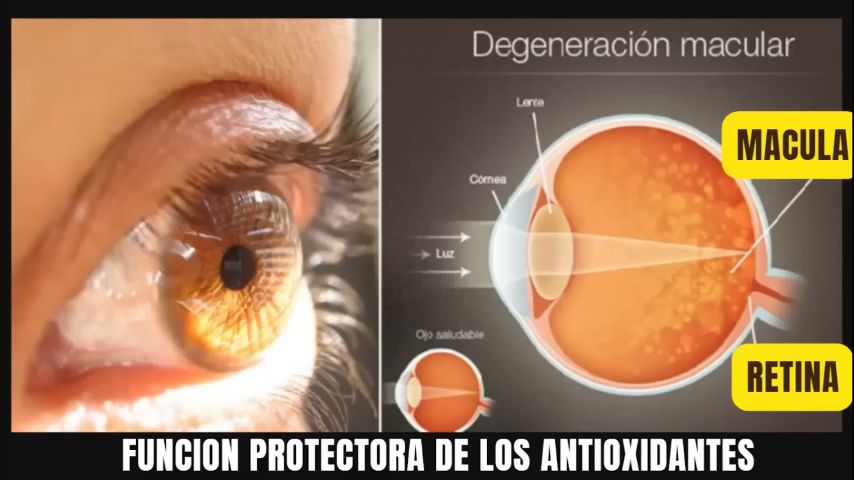 Degeneración macular
Lente
MACULA
Córnea
Luz
Ojo saludable
RETINA
FUNCION PROTECTORA DE LOS ANTIOXIDANTES